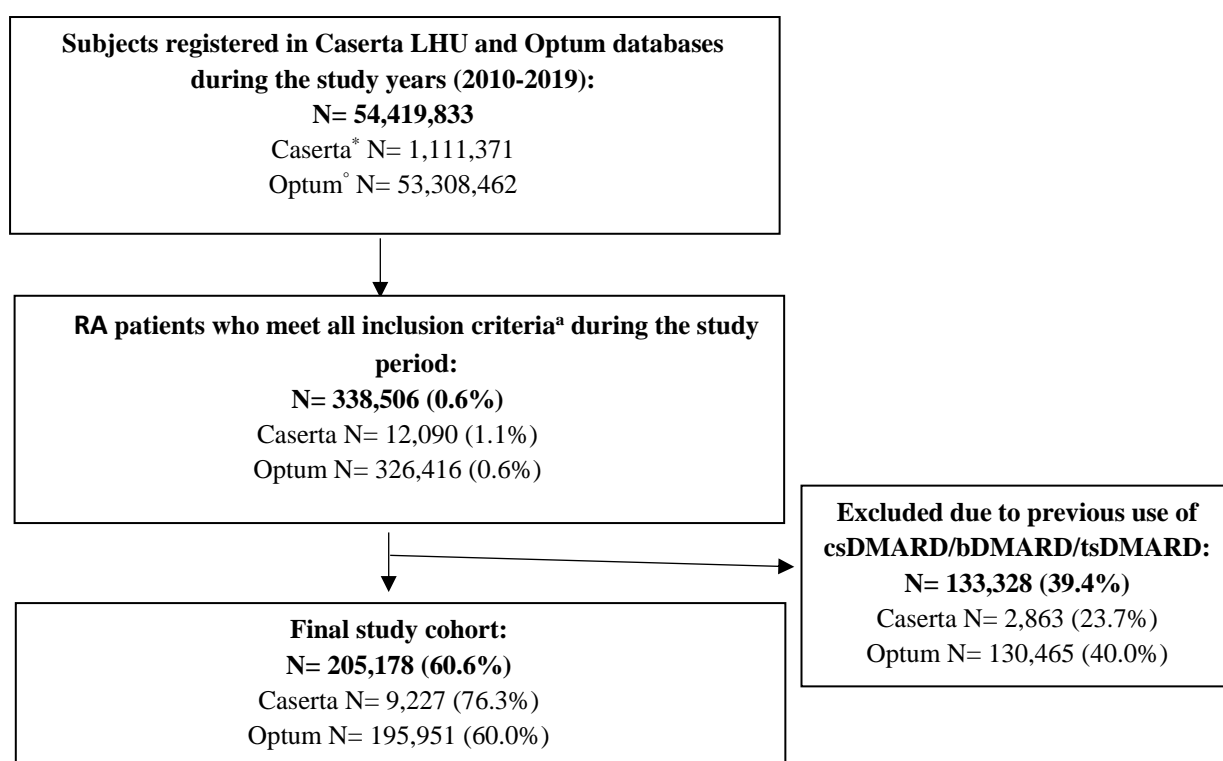 Subjects registered in Caserta LHU and Optum databases
during the study years (2010-2019):
N= 54,419,833
Caserta* N= 1,111,371
Optum° N= 53,308,462
RA patients who meet all inclusion criteriaᵃ during the study
period:
N= 338,506 (0.6%)
Caserta N= 12,090 (1.1%)
Optum N= 326,416 (0.6%)
Excluded due to previous use of
csDMARD/bDMARD/tsDMARD:
N= 133,328 (39.4%)
Caserta N= 2,863 (23.7%)
Optum N= 130,465 (40.0%)
Final study cohort:
N= 205,178 (60.6%)
Caserta N= 9,227 (76.3%)
Optum N= 195,951 (60.0%)